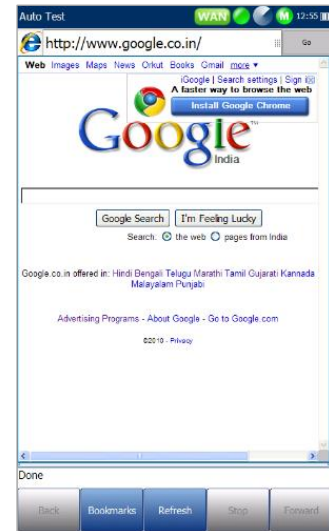 Auto Test WAN M 12:55
http://www.google.co.in/ Go
Web Images Maps News Orkut Books Gmail more ▼
iGoogle | Search settings | Sign in
A faster way to browse the web
Install Google Chrome
Google™
India
Google Search I'm Feeling Lucky
Search: the web pages from India
Google.co.in offered in: Hindi Bengali Telugu Marathi Tamil Gujarati Kannada
Malayalam Punjabi
Advertising Programs - About Google - Go to Google.com
©2010 - Privacy
Done
Back Bookmarks Refresh Stop Forward